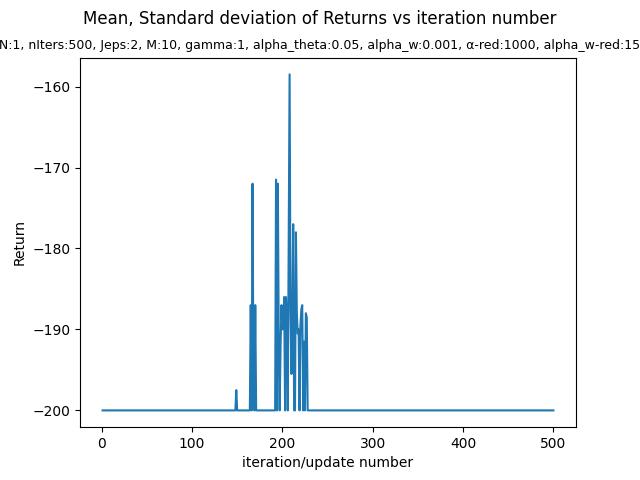 Mean, Standard deviation of Returns vs iteration number
N:1, nIters:500, Jeps:2, M:10, gamma:1, alpha_theta:0.05, alpha_w:0.001, α-red:1000, alpha_w-red:15
−160
−170
−180
−190
−200
Return
0 100 200 300 400 500
iteration/update number